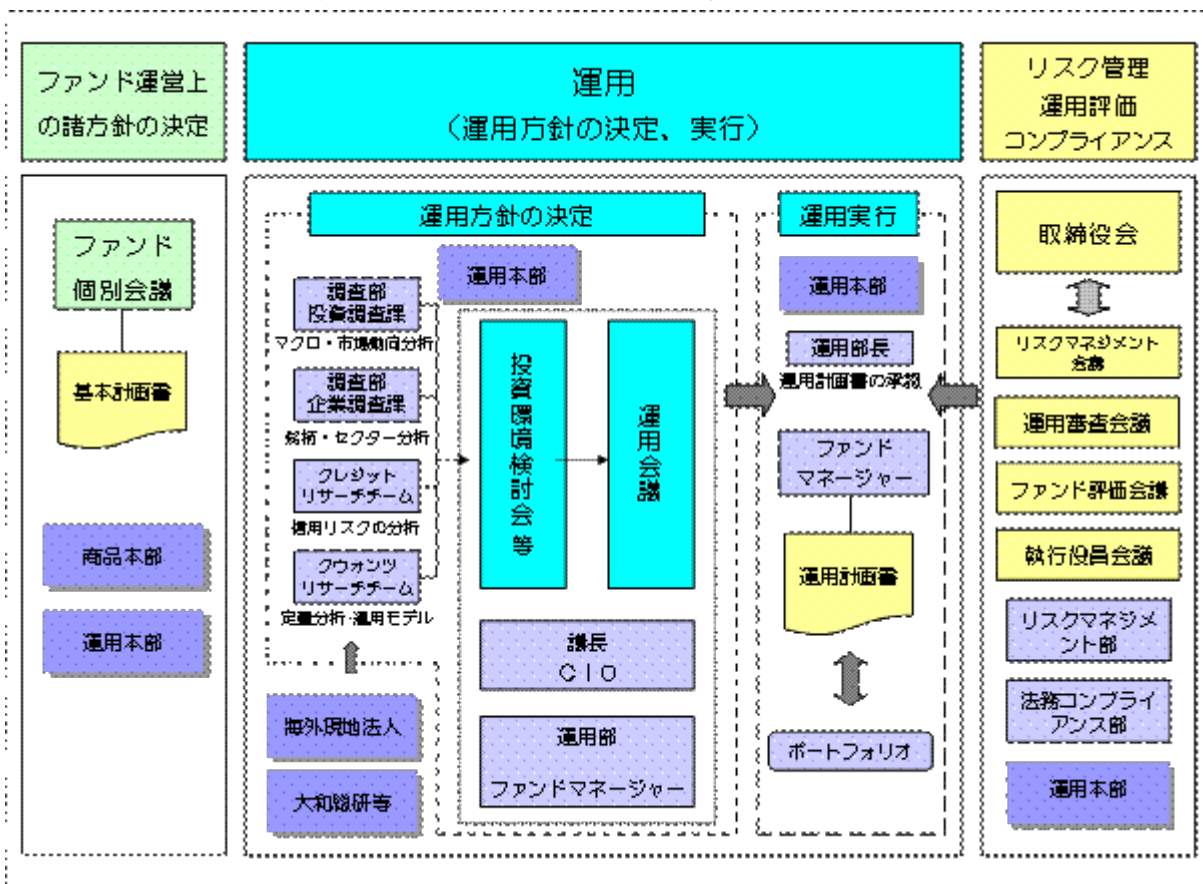 ファンド運営上
の諸方針の決定
運用
(運用方針の決定、実行)
リスク管理
運用評価
コンプライアンス
ファンド
個別会議
基本計画書
商品本部
運用本部
運用方針の決定
運用本部
調査部
投資調査課
マクロ・市場動向分析
調査部
企業調査課
銘柄・セクター分析
クレジット
リサーチチーム
信用リスクの分析
クウォンツ
リサーチチーム
定量分析・運用モデル
海外現地法人
大和総研等
投資環境検討会等
運用会議
議長
CIO
運用部
ファンドマネージャー
運用実行
運用本部
運用部長
運用計画書の承認
ファンド
マネージャー
運用計画書
ポートフォリオ
取締役会
リスクマネジメント
会議
運用審査会議
ファンド評価会議
執行役員会議
リスクマネジメ
ント部
法務コンプライ
アンス部
運用本部